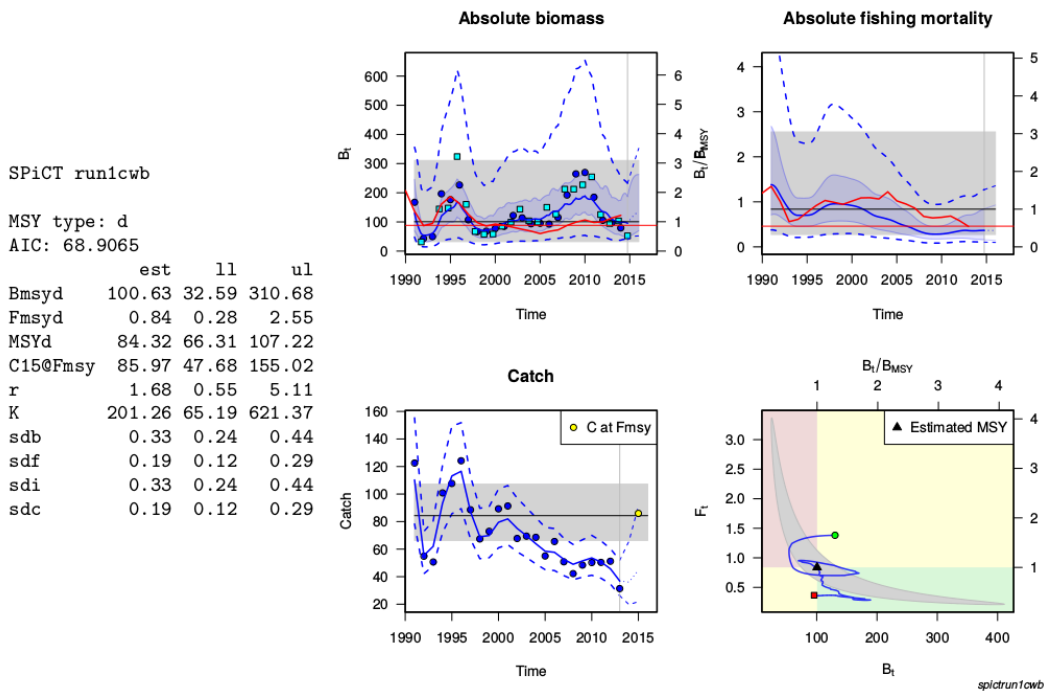 SPiCT run1cwb
MSY type: d
AIC: 68.9065
est ll ul
Bmsyd 100.63 32.59 310.68
Fmsyd 0.84 0.28 2.55
MSYd 84.32 66.31 107.22
C15@Fmsy 85.97 47.68 155.02
r 1.68 0.55 5.11
K 201.26 65.19 621.37
sdb 0.33 0.24 0.44
sdf 0.19 0.12 0.29
sdi 0.33 0.24 0.44
sdc 0.19 0.12 0.29
Absolute biomass
Bt
0 100 200 300 400 500 600
0 1 2 3 4 5 6
Bt/BMSY
1990 1995 2000 2005 2010 2015
Time
Absolute fishing mortality
0 1 2 3 4
0 1 2 3 4 5
1990 1995 2000 2005 2010 2015
Time
Catch
Catch
20 40 60 80 100 120 140 160
C at Fmsy
1990 1995 2000 2005 2010 2015
Time
Bt/BMSY
1 2 3 4
Estimated MSY
Ft
0.5 1.0 1.5 2.0 2.5 3.0
1 2 3 4
100 200 300 400
Bt
spictrun1cwb